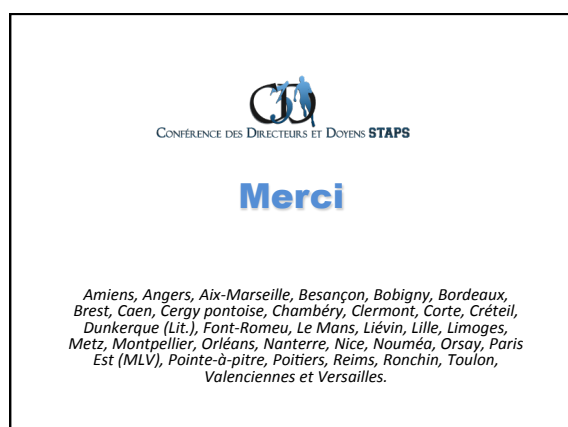 C3D
CONFÉRENCE DES DIRECTEURS ET DOYENS STAPS
Merci
Amiens, Angers, Aix-Marseille, Besançon, Bobigny, Bordeaux,
Brest, Caen, Cergy pontoise, Chambéry, Clermont, Corte, Créteil,
Dunkerque (Lit.), Font-Romeu, Le Mans, Liévin, Lille, Limoges,
Metz, Montpellier, Orléans, Nanterre, Nice, Nouméa, Orsay, Paris
Est (MLV), Pointe-à-pitre, Poitiers, Reims, Ronchin, Toulon,
Valenciennes et Versailles.